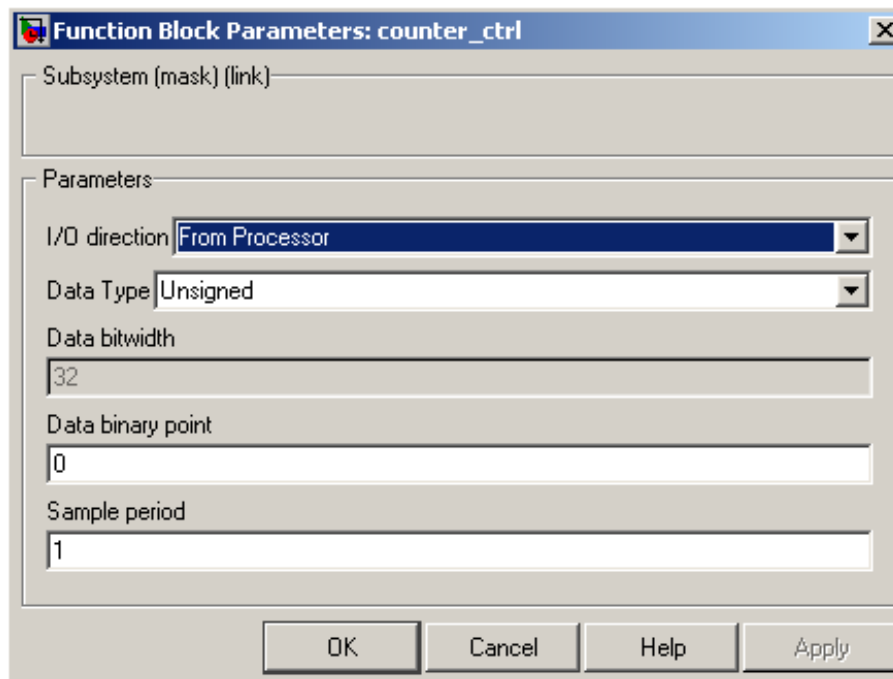 Function Block Parameters: counter_ctrl
Subsystem (mask) (link)
Parameters
I/O direction From Processor
Data Type Unsigned
Data bitwidth
32
Data binary point
0
Sample period
1
OK Cancel Help Apply